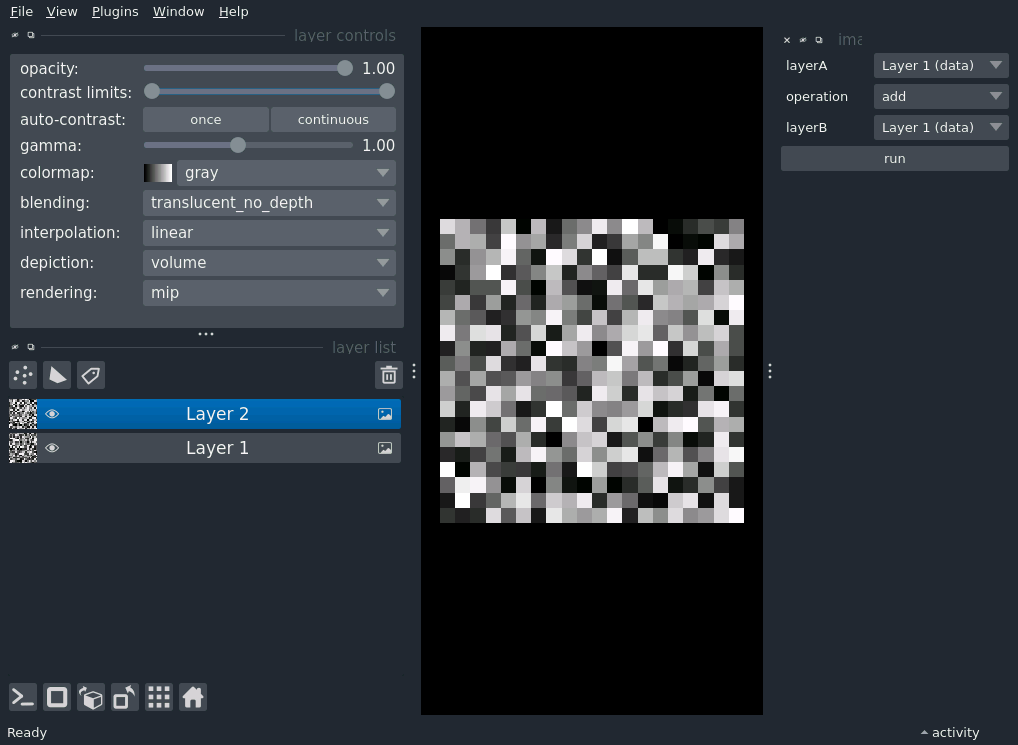 File View Plugins Window Help
layer controls
opacity: 1.00
contrast limits:
auto-contrast: once continuous
gamma: 1.00
colormap: gray
blending: translucent_no_depth
interpolation: linear
depiction: volume
rendering: mip
layer list
Layer 2
Layer 1
ima
layerA Layer 1 (data)
operation add
layerB Layer 1 (data)
run
Ready
activity